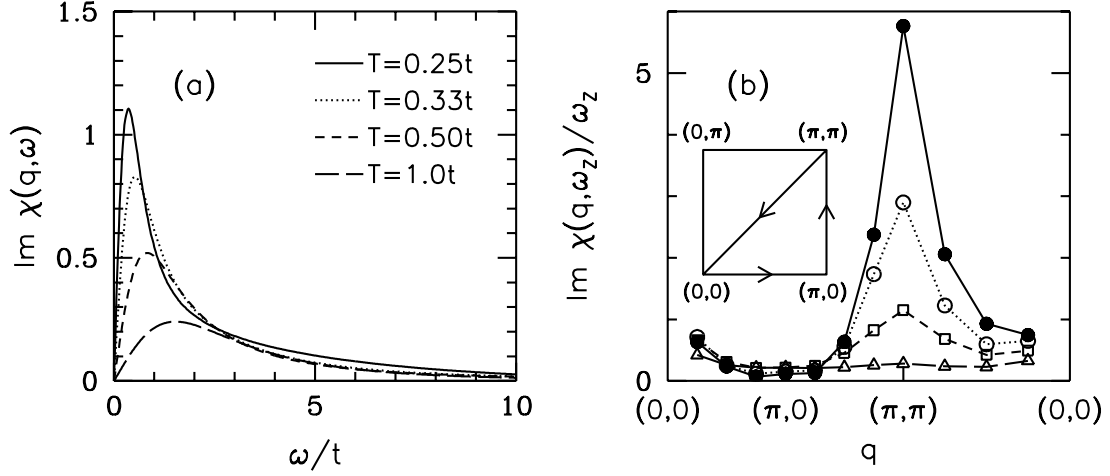 1.5
1
0.5
0
Im χ(q,ω)
(a)
T=0.25t
T=0.33t
T=0.50t
T=1.0t
0
5
10
ω/t
5
0
Im χ(q,ω_z)/ω_z
(b)
(0,π)
(π,π)
(0,0)
(π,0)
(0,0)
(π,0)
(π,π)
(0,0)
q